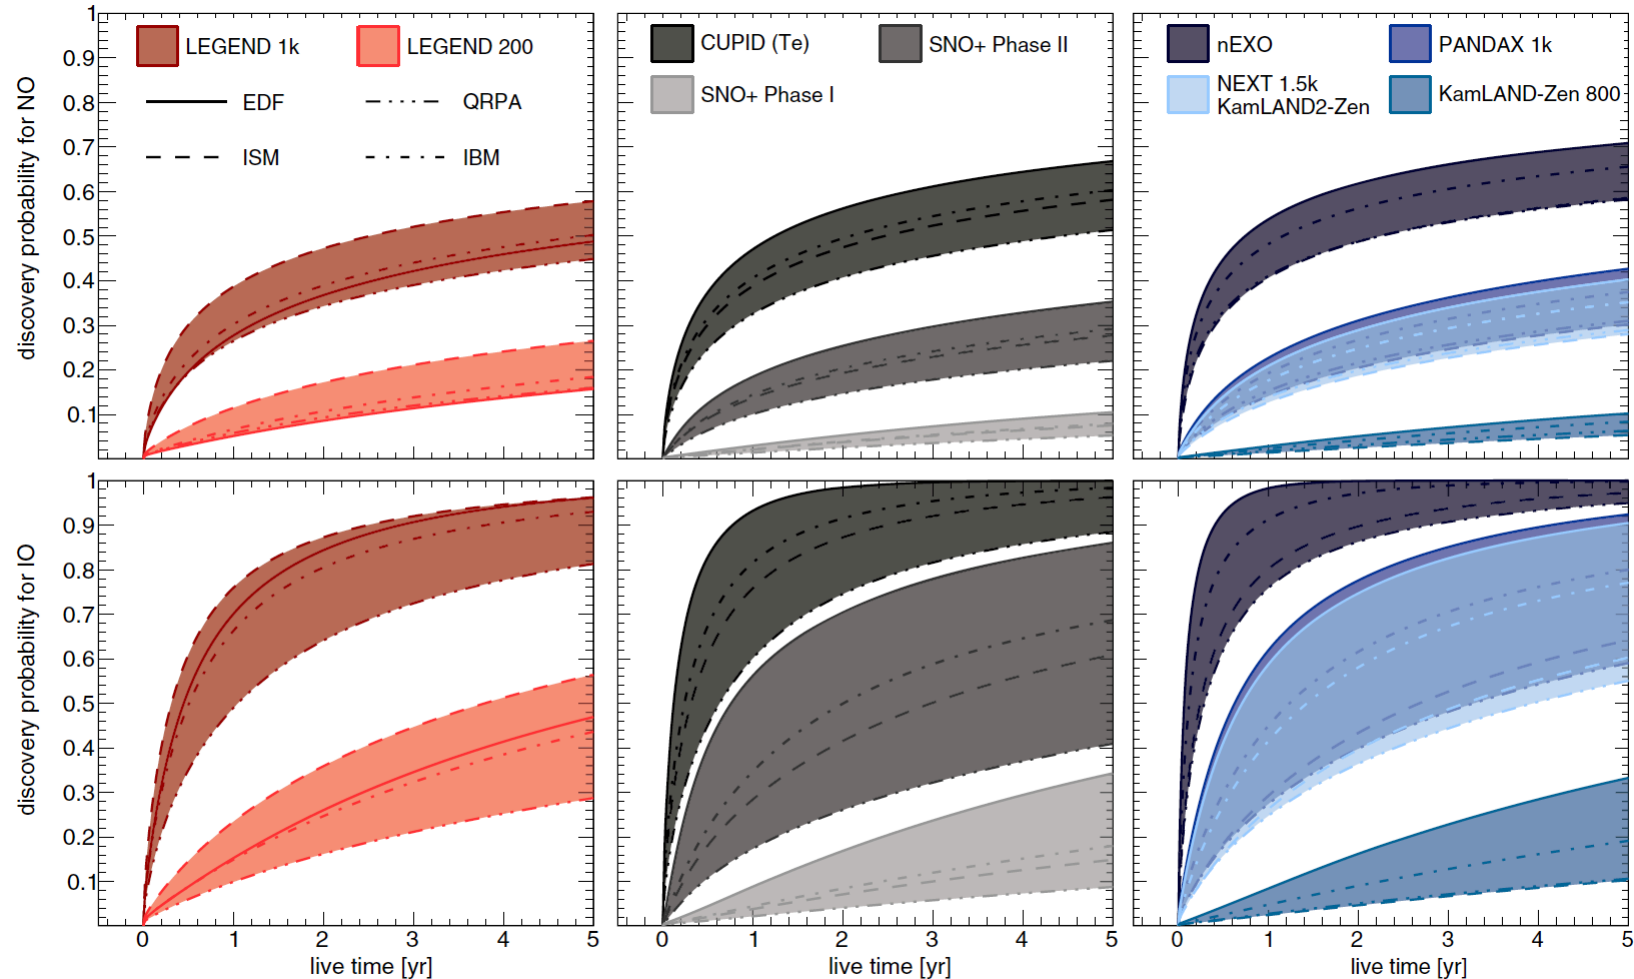 discovery probability for NO
1
0.9
0.8
0.7
0.6
0.5
0.4
0.3
0.2
0.1
LEGEND 1k LEGEND 200
EDF QRPA
ISM IBM
CUPID (Te) SNO+ Phase II
SNO+ Phase I
nEXO PANDAX 1k
NEXT 1.5k
KamLAND2-Zen KamLAND-Zen 800
discovery probability for IO
1
0.9
0.8
0.7
0.6
0.5
0.4
0.3
0.2
0.1
0 1 2 3 4 5
live time [yr]
0 1 2 3 4 5
live time [yr]
0 1 2 3 4 5
live time [yr]